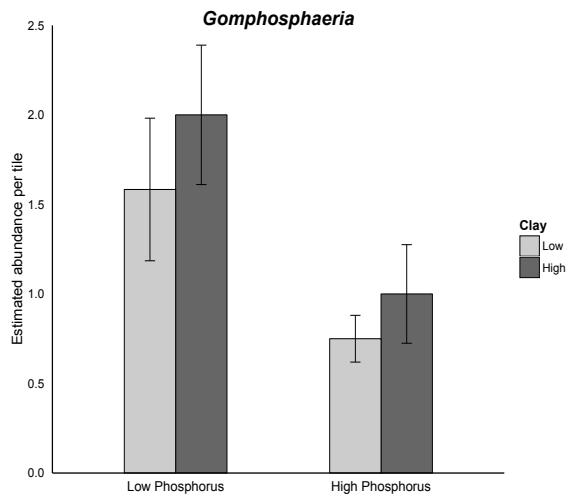 Gomphosphaeria
2.5
2.0
1.5
1.0
0.5
0.0
Estimated abundance per tile
Low Phosphorus
High Phosphorus
Clay
Low
High